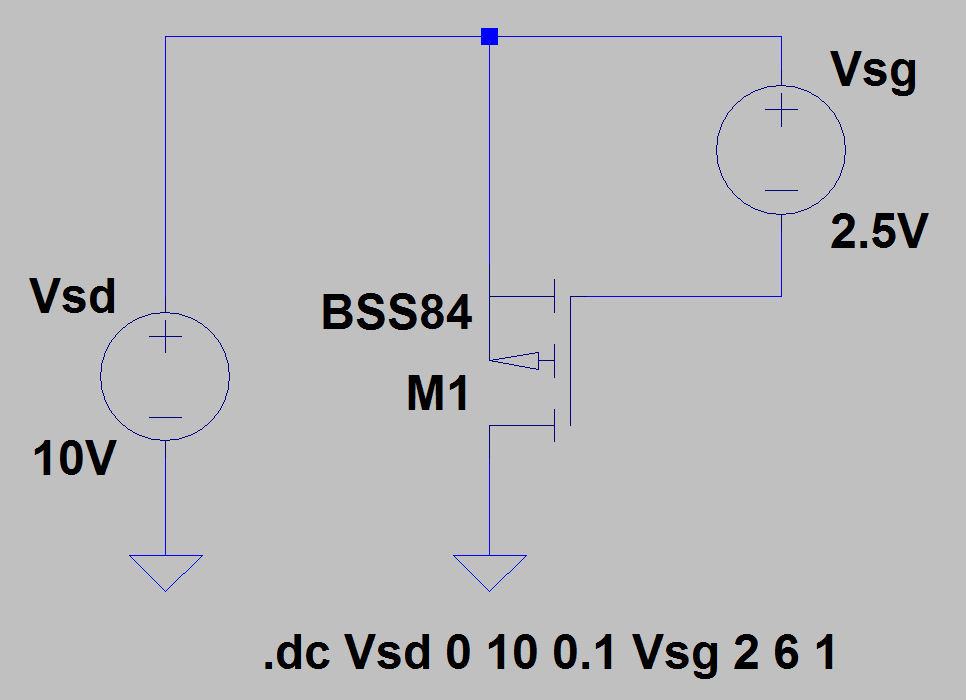 Vsg
2.5V
Vsd
10V
BSS84
M1
.dc Vsd 0 10 0.1 Vsg 2 6 1